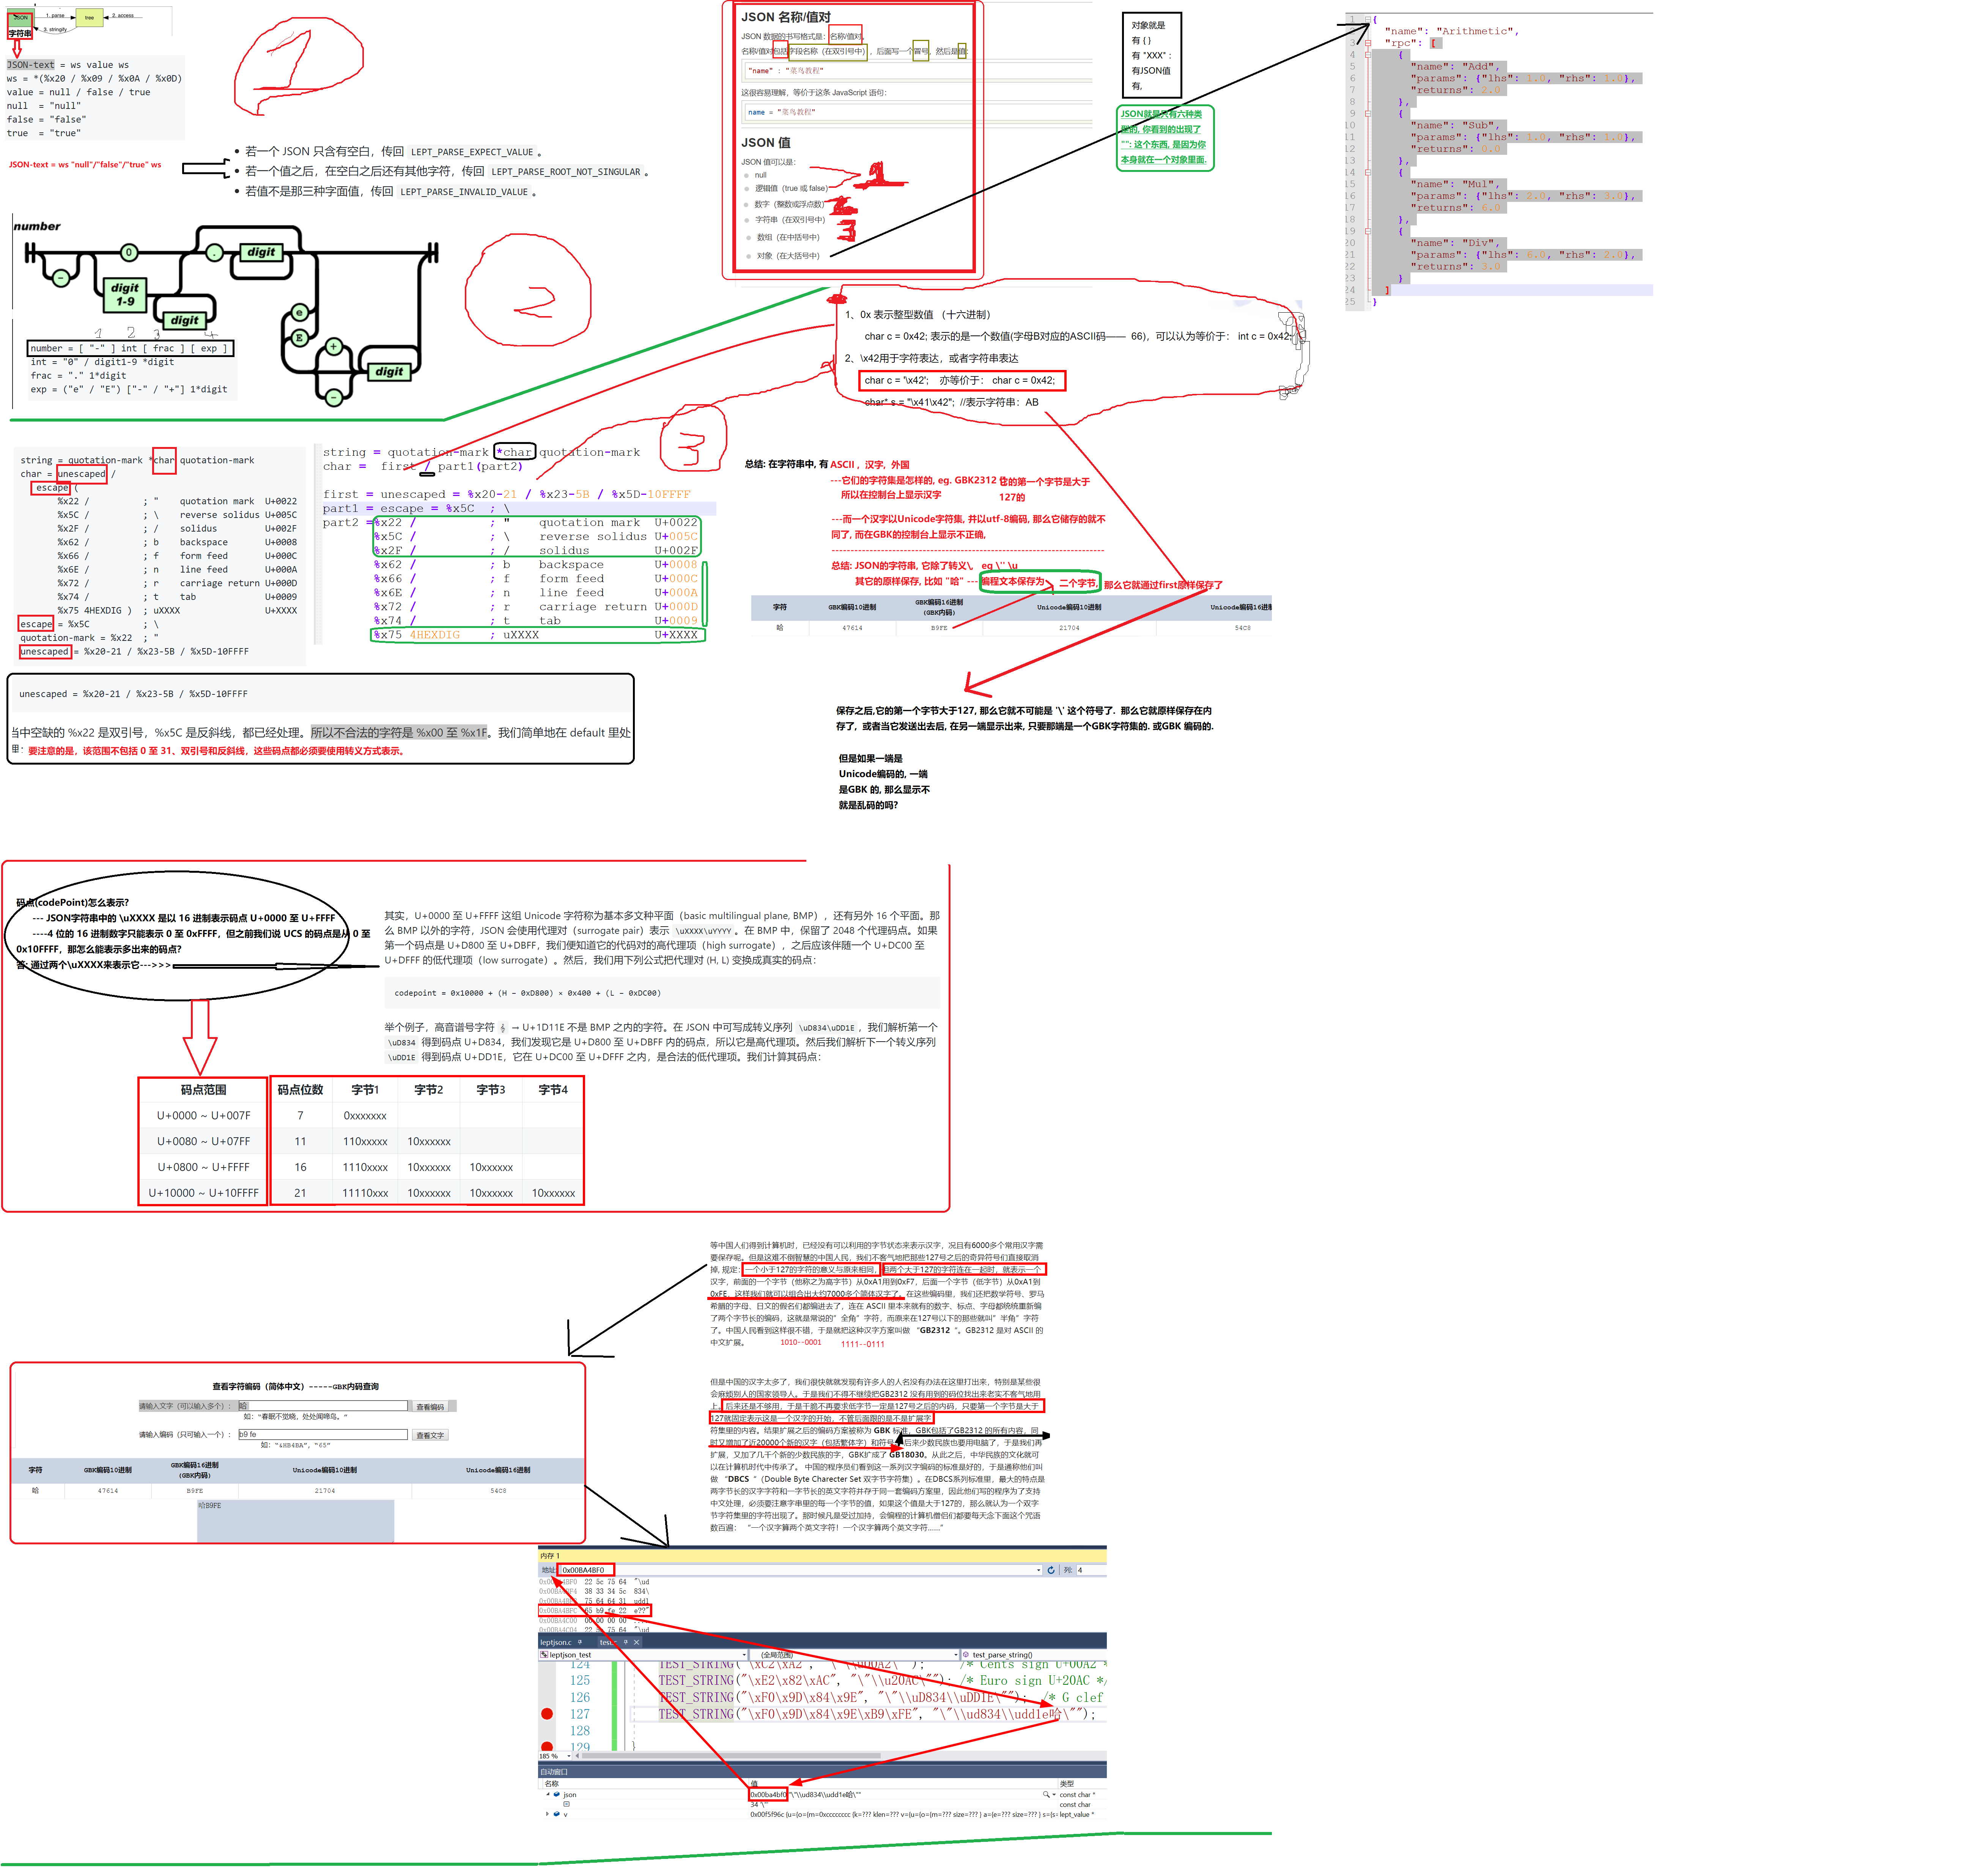 JSON
1. parse
tree
2. access
3. stringify
字符串
JSON-text = ws value ws
ws = *(%x20 / %x09 / %x0A / %x0D)
value = null / false / true
null  = "null"
false = "false"
true  = "true"
JSON-text = ws "null"/"false"/"true" ws
1
• 若一个 JSON 只含有空白，传回 LEPT_PARSE_EXPECT_VALUE 。
• 若一个值之后，在空白之后还有其他字符，传回 LEPT_PARSE_ROOT_NOT_SINGULAR 。
• 若值不是那三种字面值，传回 LEPT_PARSE_INVALID_VALUE 。
JSON 名称/值对
JSON 数据的书写格式是：名称/值对。
名称/值对包括字段名称（在双引号中），后面写一个冒号，然后是值：
"name" : "菜鸟教程"
这很容易理解，等价于这条 JavaScript 语句：
name = "菜鸟教程"
JSON 值
JSON 值可以是：
null
逻辑值（true 或 false）
数字（整数或浮点数）
字符串（在双引号中）
数组（在中括号中）
对象（在大括号中）
1
2
3
对象就是
有 { }
有 "XXX" :
有JSON值
有,
JSON就是只有六种类
型的, 你看到的出现了
"": 这个东西, 是因为你
本身就在一个对象里面.
1 {
2 "name": "Arithmetic",
3 "rpc": [
4 {
5 "name": "Add",
6 "params": {"lhs": 1.0, "rhs": 1.0},
7 "returns": 2.0
8 },
9 {
10 "name": "Sub",
11 "params": {"lhs": 1.0, "rhs": 1.0},
12 "returns": 0.0
13 },
14 {
15 "name": "Mul",
16 "params": {"lhs": 2.0, "rhs": 3.0},
17 "returns": 6.0
18 },
19 {
20 "name": "Div",
21 "params": {"lhs": 6.0, "rhs": 2.0},
22 "returns": 3.0
23 }
24 ]
25 }
number
0
.
digit
-
digit
1-9
digit
e
E
+
-
digit
2
1 2 3 4
number = [ "-" ] int [ frac ] [ exp ]
int = "0" / digit1-9 *digit
frac = "." 1*digit
exp = ("e" / "E") ["-" / "+"] 1*digit
1、0x 表示整型数值 （十六进制）
char c = 0x42; 表示的是一个数值(字母B对应的ASCII码—— 66)，可以认为等价于： int c = 0x42;
2、\x42用于字符表达，或者字符串表达
char c = '\x42'; 亦等价于： char c = 0x42;
char* s = "\x41\x42"; //表示字符串：AB
3
string = quotation-mark *char quotation-mark
char = unescaped /
escape (
%x22 / ; " quotation mark U+0022
%x5C / ; \ reverse solidus U+005C
%x2F / ; / solidus U+002F
%x62 / ; b backspace U+0008
%x66 / ; f form feed U+000C
%x6E / ; n line feed U+000A
%x72 / ; r carriage return U+000D
%x74 / ; t tab U+0009
%x75 4HEXDIG ) ; uXXXX U+XXXX
escape = %x5C ; \
quotation-mark = %x22 ; "
unescaped = %x20-21 / %x23-5B / %x5D-10FFFF
string = quotation-mark *char quotation-mark
char = first / part1(part2)
first = unescaped = %x20-21 / %x23-5B / %x5D-10FFFF
part1 = escape = %x5C ; \
part2 =%x22 / ; " quotation mark U+0022
%x5C / ; \ reverse solidus U+005C
%x2F / ; / solidus U+002F
%x62 / ; b backspace U+0008
%x66 / ; f form feed U+000C
%x6E / ; n line feed U+000A
%x72 / ; r carriage return U+000D
%x74 / ; t tab U+0009
%x75 4HEXDIG ; uXXXX U+XXXX
总结: 在字符串中, 有 ASCII , 汉字, 外国
---它们的字符集是怎样的, eg. GBK2312
它的第一个字节是大于
127的
所以在控制台上显示汉字
---而一个汉字以Unicode字符集, 并以utf-8编码, 那么它储存的就不
同了, 而在GBK的控制台上显示不正确,
总结: JSON的字符串, 它除了转义\, eg \" \u
其它的原样保存, 比如 "哈" --- 编程文本保存为 二个字节, 那么它就通过first原样保存了
字符 GBK编码10进制 GBK编码16进制 Unicode编码10进制 Unicode编码16进制
(GBK内码)
哈 47614 B9FE 21704 54C8
unescaped = %x20-21 / %x23-5B / %x5D-10FFFF
当中空缺的 %x22 是双引号，%x5C 是反斜线，都已经处理。所以不合法的字符是 %x00 至 %x1F。我们简单地在 default 里处
理：
要注意的是，该范围不包括 0 至 31、双引号和反斜线，这些码点都必须要使用转义方式表示。
保存之后,它的第一个字节大于127, 那么它就不可能是 '\' 这个符号了. 那么它就原样保存在内
存了, 或者当它发送出去后, 在另一端显示出来, 只要那端是一个GBK字符集的. 或GBK 编码的.
但是如果一端是
Unicode编码的, 一端
是GBK 的, 那么显示不
就是乱码的吗?
码点(codePoint)怎么表示?
--- JSON字符串中的 \uXXXX 是以 16 进制表示码点 U+0000 至 U+FFFF
----4 位的 16 进制数字只能表示 0 至 0xFFFF，但之前我们说 UCS 的码点是从 0 至
0x10FFFF，那怎么能表示多出来的码点?
答: 通过两个\uXXXX来表示它--->>>
其实，U+0000 至 U+FFFF 这组 Unicode 字符称为基本多文种平面（basic multilingual plane, BMP），还有另外 16 个平面。那
么 BMP 以外的字符，JSON 会使用代理对（surrogate pair）表示 \uXXXX\uYYYY 。在 BMP 中，保留了 2048 个代理码点。如果
第一个码点是 U+D800 至 U+DBFF，我们便知道它的代码对的高代理项（high surrogate），之后应该伴随一个 U+DC00 至
U+DFFF 的低代理项（low surrogate）。然后，我们用下列公式把代理对 (H, L) 变换成真实的码点：
codepoint = 0x10000 + (H − 0xD800) × 0x400 + (L − 0xDC00)
举个例子，高音谱号字符 𝄞 → U+1D11E 不是 BMP 之内的字符。在 JSON 中可写成转义序列 \uD834\uDD1E ，我们解析第一个
\uD834 得到码点 U+D834，我们发现它是 U+D800 至 U+DBFF 内的码点，所以它是高代理项。然后我们解析下一个转义序列
\uDD1E 得到码点 U+DD1E，它在 U+DC00 至 U+DFFF 之内，是合法的低代理项。我们计算其码点：
码点范围 码点位数 字节1 字节2 字节3 字节4
U+0000 ~ U+007F 7 0xxxxxxx
U+0080 ~ U+07FF 11 110xxxxx 10xxxxxx
U+0800 ~ U+FFFF 16 1110xxxx 10xxxxxx 10xxxxxx
U+10000 ~ U+10FFFF 21 11110xxx 10xxxxxx 10xxxxxx 10xxxxxx
等中国人们得到计算机时，已经没有可以利用的字节状态来表示汉字，况且有6000多个常用汉字需
要保存呢。但是这难不倒智慧的中国人民，我们不客气地把那些127号之后的奇异符号们直接取消
掉, 规定：一个小于127的字符的意义与原来相同，但两个大于127的字符连在一起时，就表示一个
汉字，前面的一个字节（他称之为高字节）从0xA1用到0xF7，后面一个字节（低字节）从0xA1到
0xFE，这样我们就可以组合出大约7000多个简体汉字了。在这些编码里，我们还把数学符号、罗马
希腊的字母、日文的假名们都编进去了，连在 ASCII 里本来就有的数字、标点、字母都统统重新编
了两个字节长的编码，这就是常说的“ 全角”字符，而原来在127号以下的那些就叫“ 半角”字符
了。中国人民看到这样很不错，于是就把这种汉字方案叫做 “GB2312 ”。GB2312 是对 ASCII 的
中文扩展。
1010--0001 1111--0111
但是中国的汉字太多了，我们很快就就发现有许多人的人名没有办法在这里打出来，特别是某些很
会麻烦别人的国家领导人。于是我们不得不继续把GB2312 没有用到的码位找出来老实不客气地用
上。后来还是不够用，于是干脆不再要求低字节一定是127号之后的内码，只要第一个字节是大于
127就固定表示这是一个汉字的开始，不管后面跟的是不是扩展字
符集里的内容。结果扩展之后的编码方案被称为 GBK 标准，GBK包括了GB2312 的所有内容，同
时又增加了近20000个新的汉字（包括繁体字）和符号。后来少数民族也要用电脑了，于是我们再
扩展，又加了几千个新的少数民族的字，GBK扩成了 GB18030。从此之后，中华民族的文化就可
以在计算机时代中传承了。 中国的程序员们看到这一系列汉字编码的标准是好的，于是通称他们叫
做 “DBCS ”（Double Byte Charecter Set 双字节字符集）。在DBCS系列标准里，最大的特点是
两字节长的汉字字符和一字节长的英文字符并存于同一套编码方案里，因此他们写的程序为了支持
中文处理，必须要注意字串里的每一个字节的值，如果这个值是大于127的，那么就认为一个双字
节字符集里的字符出现了。那时候凡是受过加持，会编程的计算机僧侣们都要每天念下面这个咒语
数百遍： “一个汉字算两个英文字符！一个汉字算两个英文字符……”
查看字符编码（简体中文）-----GBK内码查询
请输入文字（可以输入多个）： 哈 查看编码
如："春眠不觉晓，处处闻啼鸟。"
请输入编码（只可输入一个）： b9 fe 查看文字
如："&HB4BA", "65"
字符 GBK编码10进制 GBK编码16进制 Unicode编码10进制 Unicode编码16进制
(GBK内码)
哈 47614 B9FE 21704 54C8
哈B9FE
内存 1
地址: 0x00BA4BF0 列: 4
0x00BA4BF0 22 5c 75 64 "\ud
0x00BA4BF4 38 33 34 5c 834\
75 64 64 31 udd1
0x00BA4BFC 65 b9 fe 22 e??"
0x00BA4C00 00 00 00 00 ....
0x00BA4C04 75 64 "\ud
leptjson.c test.c
leptjson_test (全局范围) test_parse_string()
124 TEST_STRING("\xC2\xA2", "\"\\u00A2\""); /* Cents sign U+00A2 *
125 TEST_STRING("\xE2\x82\xAC", "\"\\u20AC\""); /* Euro sign U+20AC */
126 TEST_STRING("\xF0\x9D\x84\x9E", "\"\\uD834\\uDD1E\""); /* G clef
127 TEST_STRING("\xF0\x9D\x84\x9E\xB9\xFE", "\"\\ud834\\udd1e哈\"");
128
129 }
185 %
自动窗口
名称 值 类型
json 0x00ba4bf0 "\"\\ud834\\udd1e哈\"" const char *
34 '\"' const char
v 0x00f5f96c {u={o={m=0xcccccccc {k=??? klen=??? v={u={o={m=??? size=??? } a={e=??? size=??? } s={s= lept_value *